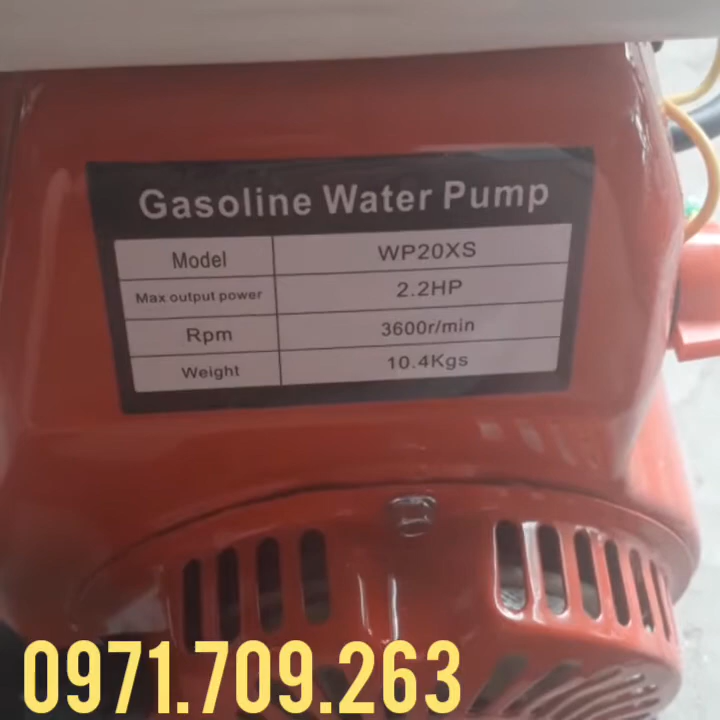 Gasoline Water Pump
Model WP20XS
Max output power 2.2HP
Rpm 3600r/min
Weight 10.4Kgs
0971.709.263